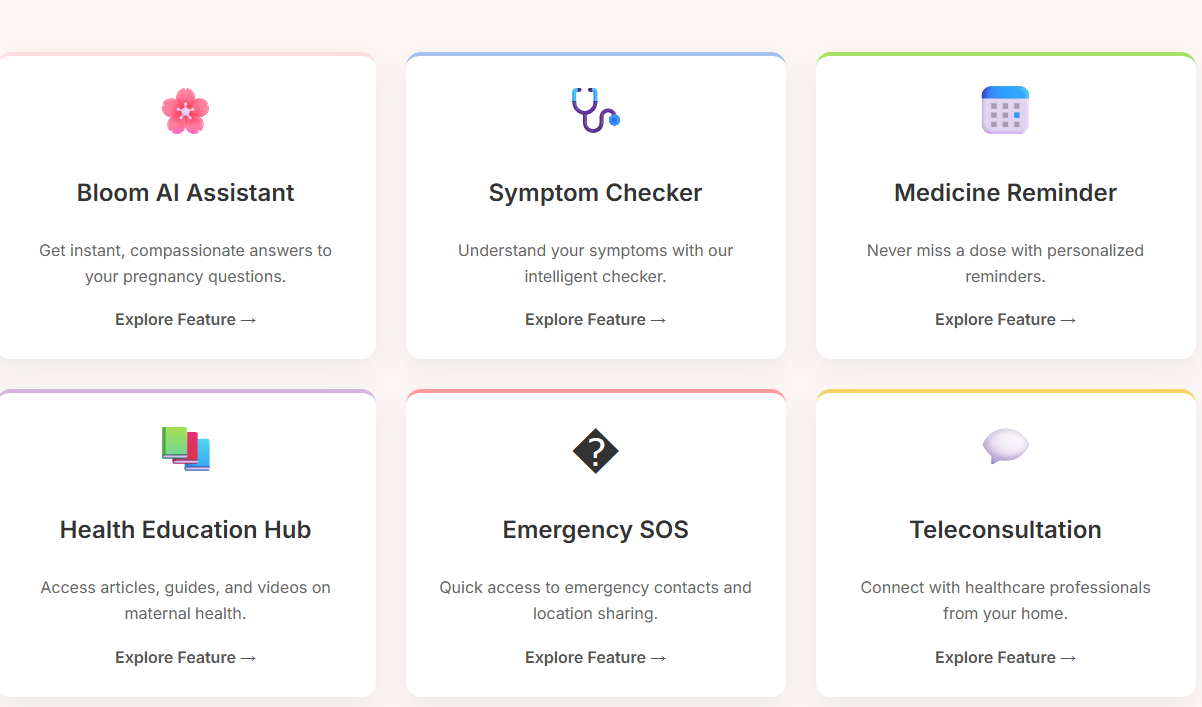 Bloom AI Assistant
Get instant, compassionate answers to
your pregnancy questions.
Explore Feature →
Symptom Checker
Understand your symptoms with our
intelligent checker.
Explore Feature →
Medicine Reminder
Never miss a dose with personalized
reminders.
Explore Feature →
Health Education Hub
Access articles, guides, and videos on
maternal health.
Explore Feature →
�
Emergency SOS
Quick access to emergency contacts and
location sharing.
Explore Feature →
Teleconsultation
Connect with healthcare professionals
from your home.
Explore Feature →